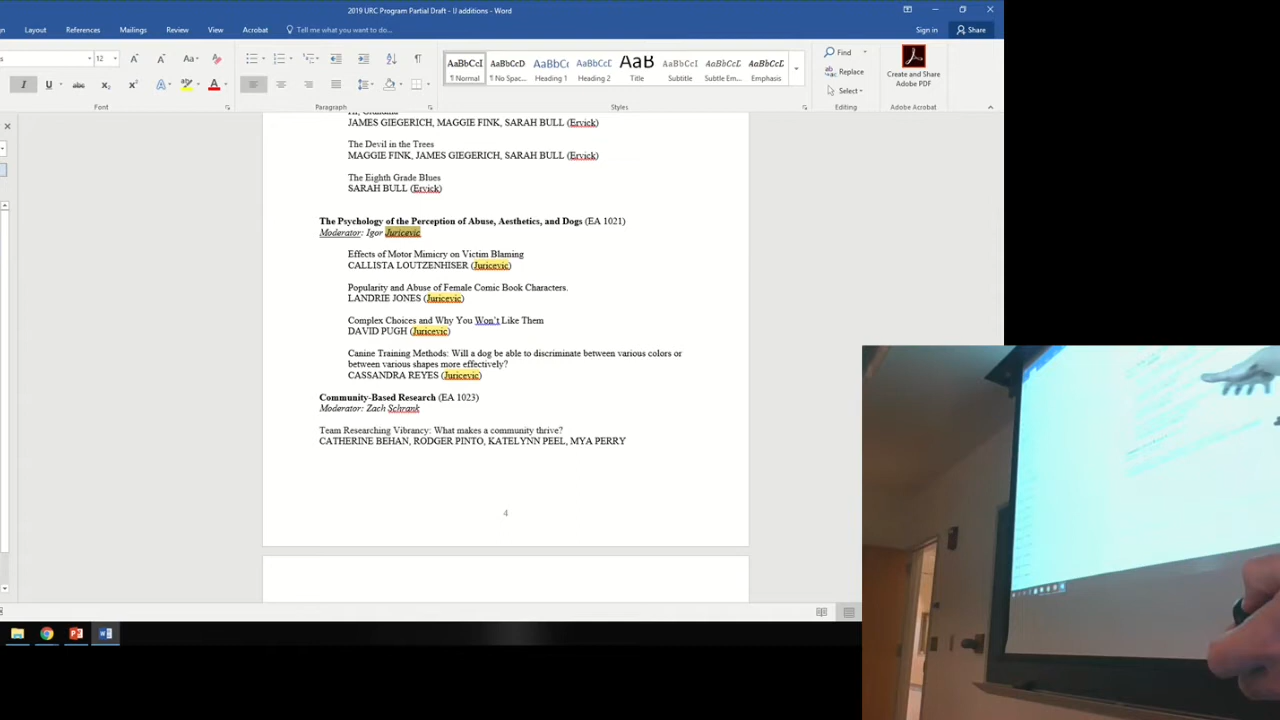 2019 URC Program Partial Draft - IJ additions - Word
Layout References Mailings Review View Acrobat Tell me what you want to do... Sign in Share
12 Aa
Find
Replace
Select
Create and Share
Adobe PDF
AaBbCcI AaBbCcD AaBbCc AaBbCcD AaB AaBbCcD AaBbCcD AaBbCcD
¶ Normal ¶ No Spac... Heading 1 Heading 2 Title Subtitle Subtle Em... Emphasis
Font Paragraph Styles Editing Adobe Acrobat
JAMES GIEGERICH, MAGGIE FINK, SARAH BULL (Ervick)
The Devil in the Trees
MAGGIE FINK, JAMES GIEGERICH, SARAH BULL (Ervick)
The Eighth Grade Blues
SARAH BULL (Ervick)
The Psychology of the Perception of Abuse, Aesthetics, and Dogs (EA 1021)
Moderator: Igor Juricevic
Effects of Motor Mimicry on Victim Blaming
CALLISTA LOUTZENHISER (Juricevic)
Popularity and Abuse of Female Comic Book Characters.
LANDRIE JONES (Juricevic)
Complex Choices and Why You Won't Like Them
DAVID PUGH (Juricevic)
Canine Training Methods: Will a dog be able to discriminate between various colors or
between various shapes more effectively?
CASSANDRA REYES (Juricevic)
Community-Based Research (EA 1023)
Moderator: Zach Schrank
Team Researching Vibrancy: What makes a community thrive?
CATHERINE BEHAN, RODGER PINTO, KATELYNN PEEL, MYA PERRY
4